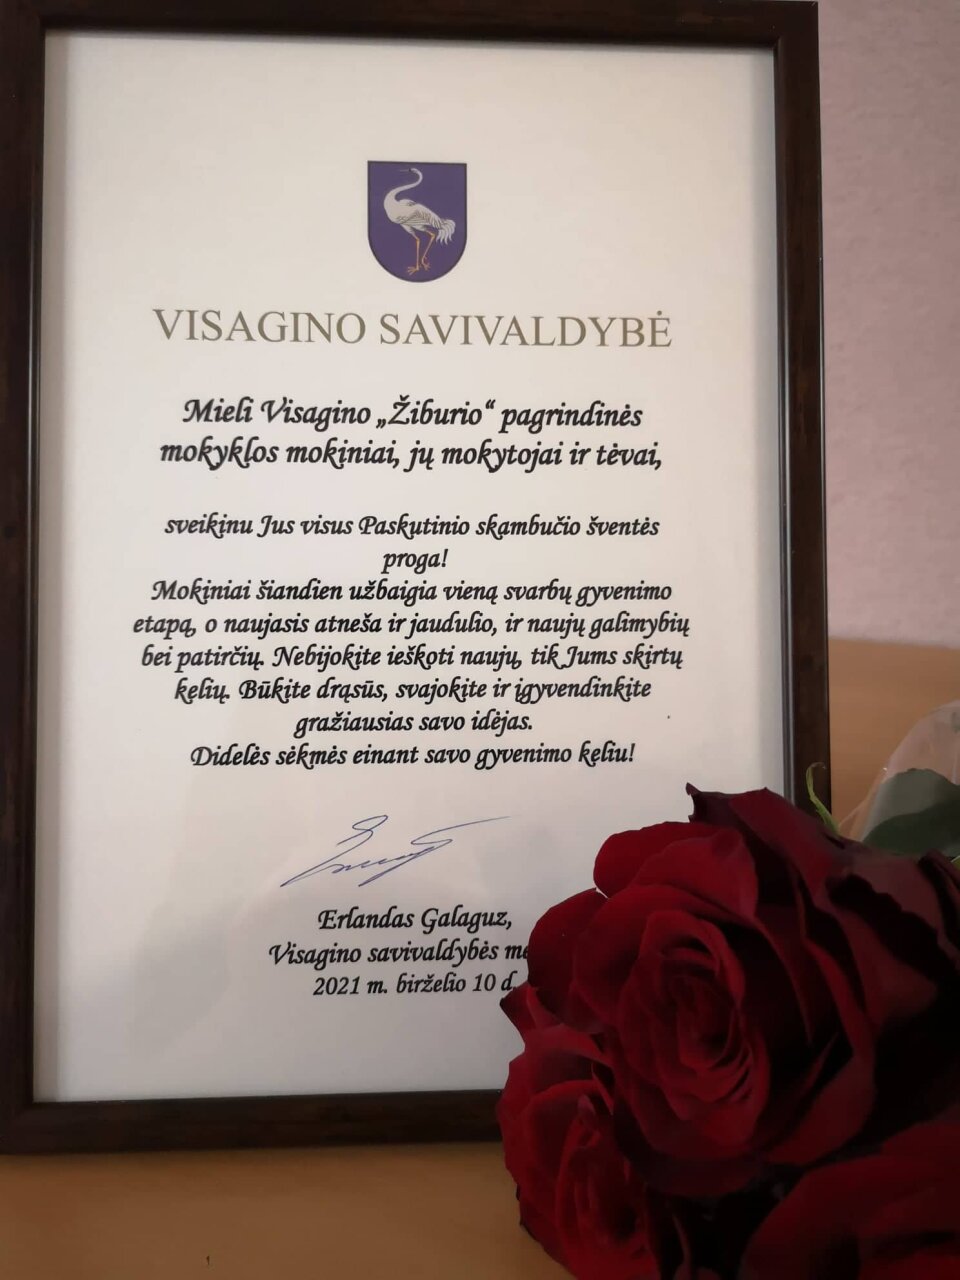 VISAGINO SAVIVALDYBĖ
Mieli Visagino „Žiburio“ pagrindinės
mokyklos mokiniai, jų mokytojai ir tėvai,
sveikinu Jus visus Paskutinio skambučio šventės
proga!
Mokiniai šiandien užbaigia vieną svarbų gyvenimo
etapą, o naujasis atneša ir jaudulio, ir naujų galimybių
bei patirčių. Nebijokite ieškoti naujų, tik Jums skirtų
kelių. Būkite drąsūs, svajokite ir įgyvendinkite
gražiausias savo idėjas.
Didelės sėkmės einant savo gyvenimo keliu!
Erlandas Galaguz,
Visagino savivaldybės
2021 m. birželio 10 d.